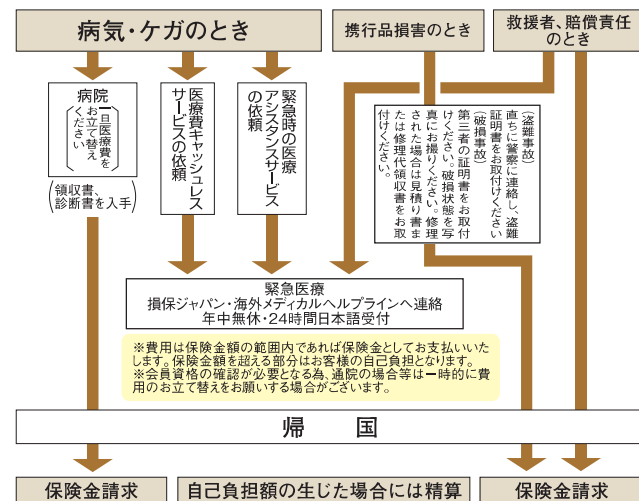 病気・ケガのとき
携行品損害のとき
救援者、賠償責任
のとき
病院
一旦医療費を
お立て替え
ください
領収書、
診断書を入手
医療費キャッシュレス
サービスの依頼
緊急時の医療
アシスタンスサービス
の依頼
(盗難事故)
直ちに警察に連絡し、盗難
証明書をお取付けください
(破損事故)
第三者の証明書をお取付
けください。破損状態を写
真にお撮りください。修理
された場合は見積り書ま
たは修理代領収書をお取
付けください。
緊急医療
損保ジャパン・海外メディカルヘルプラインへ連絡
年中無休・24時間日本語受付
※費用は保険金額の範囲内であれば保険金としてお支払いいた
します。保険金額を超える部分はお客様の自己負担となります。
※会員資格の確認が必要となる為、通院の場合等は一時的に費
用のお立て替えをお願いする場合がございます。
帰 国
保険金請求
自己負担額の生じた場合には精算
保険金請求